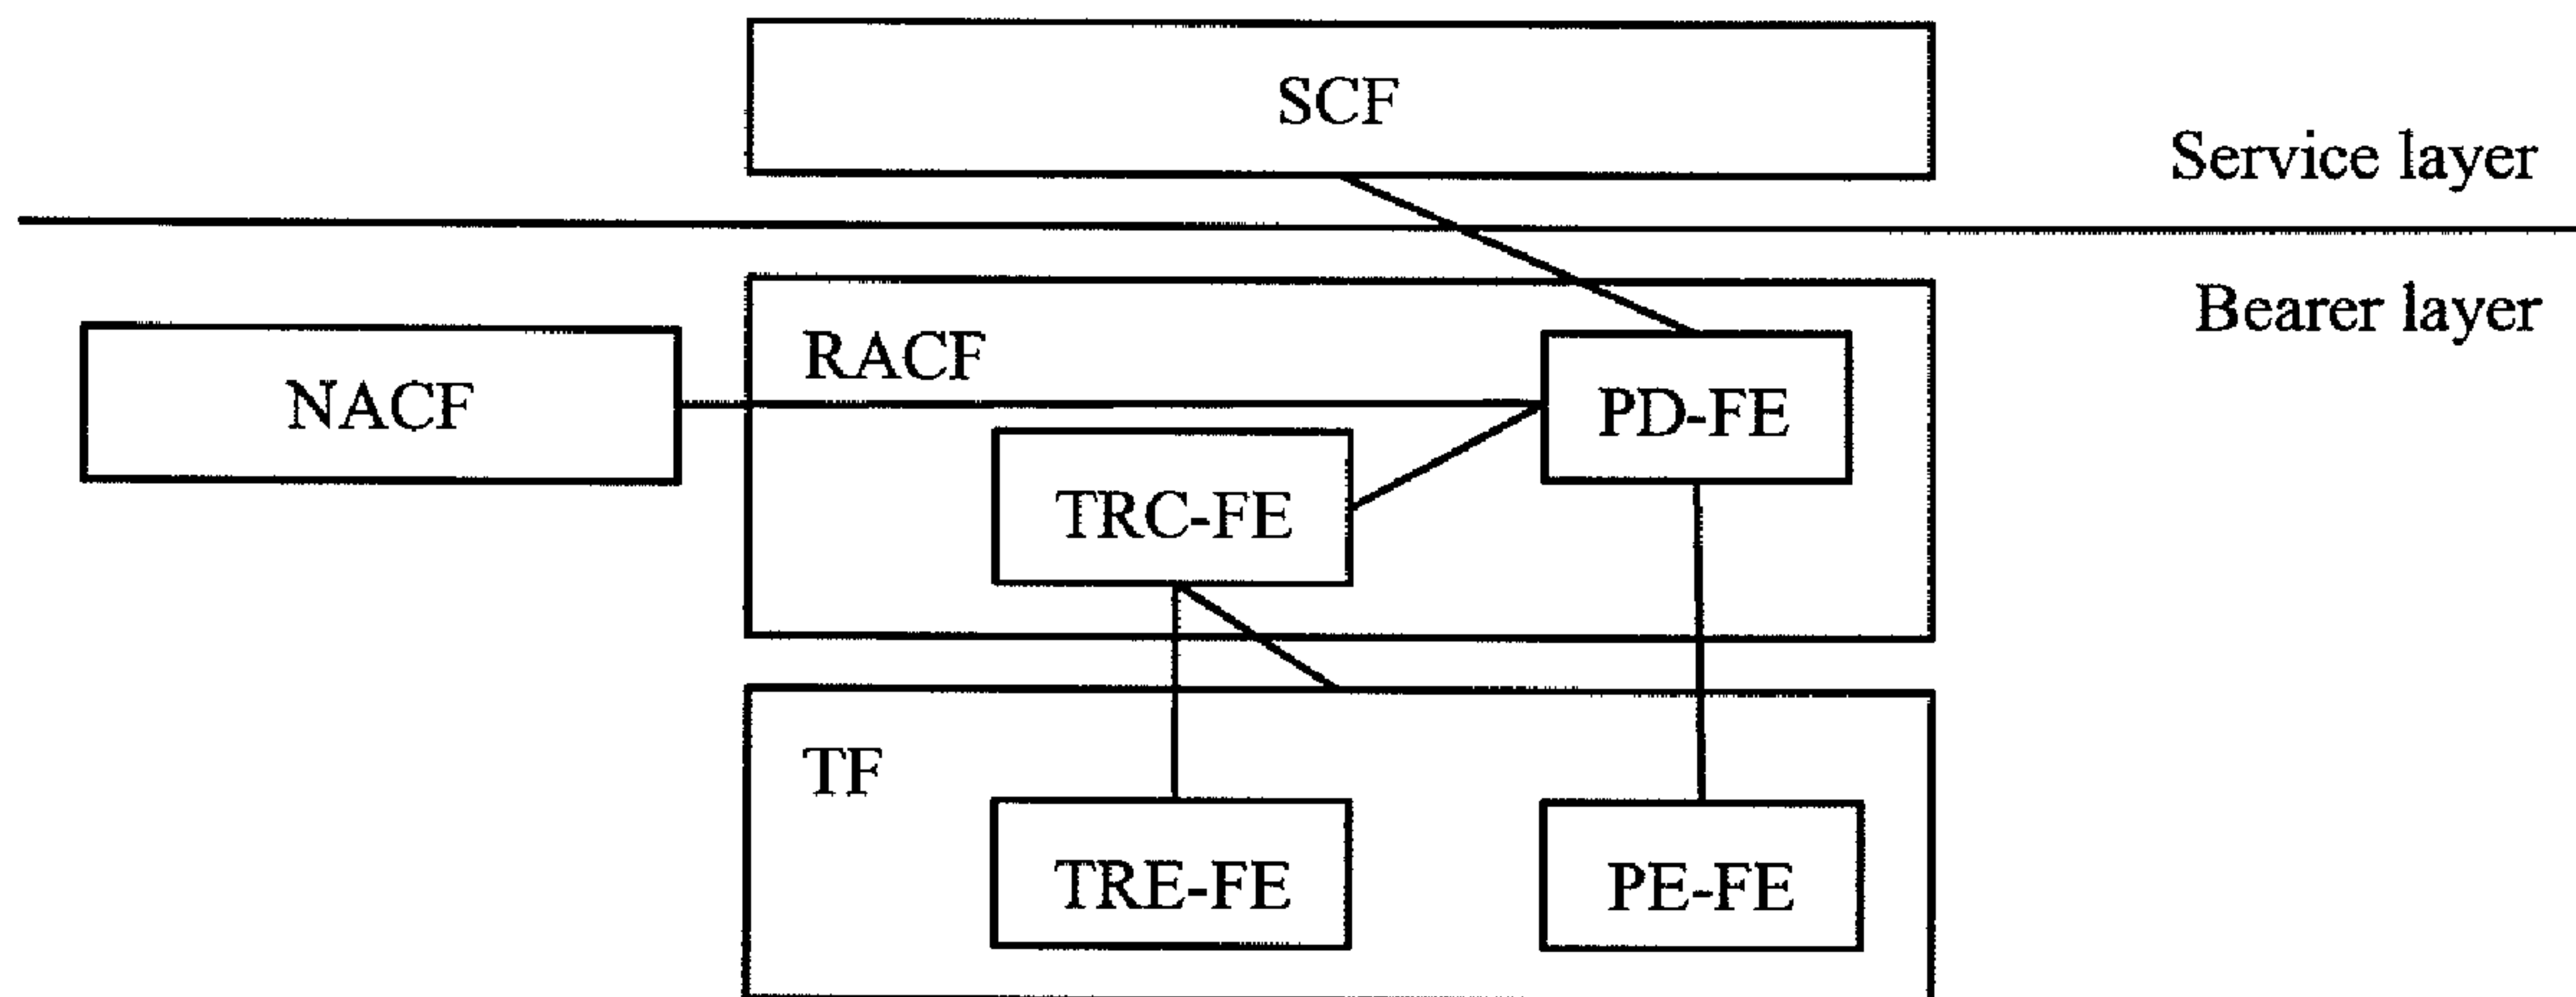 SCF
Service layer
Bearer layer
RACF
NACF
PD-FE
TRC-FE
TF
TRE-FE
PE-FE